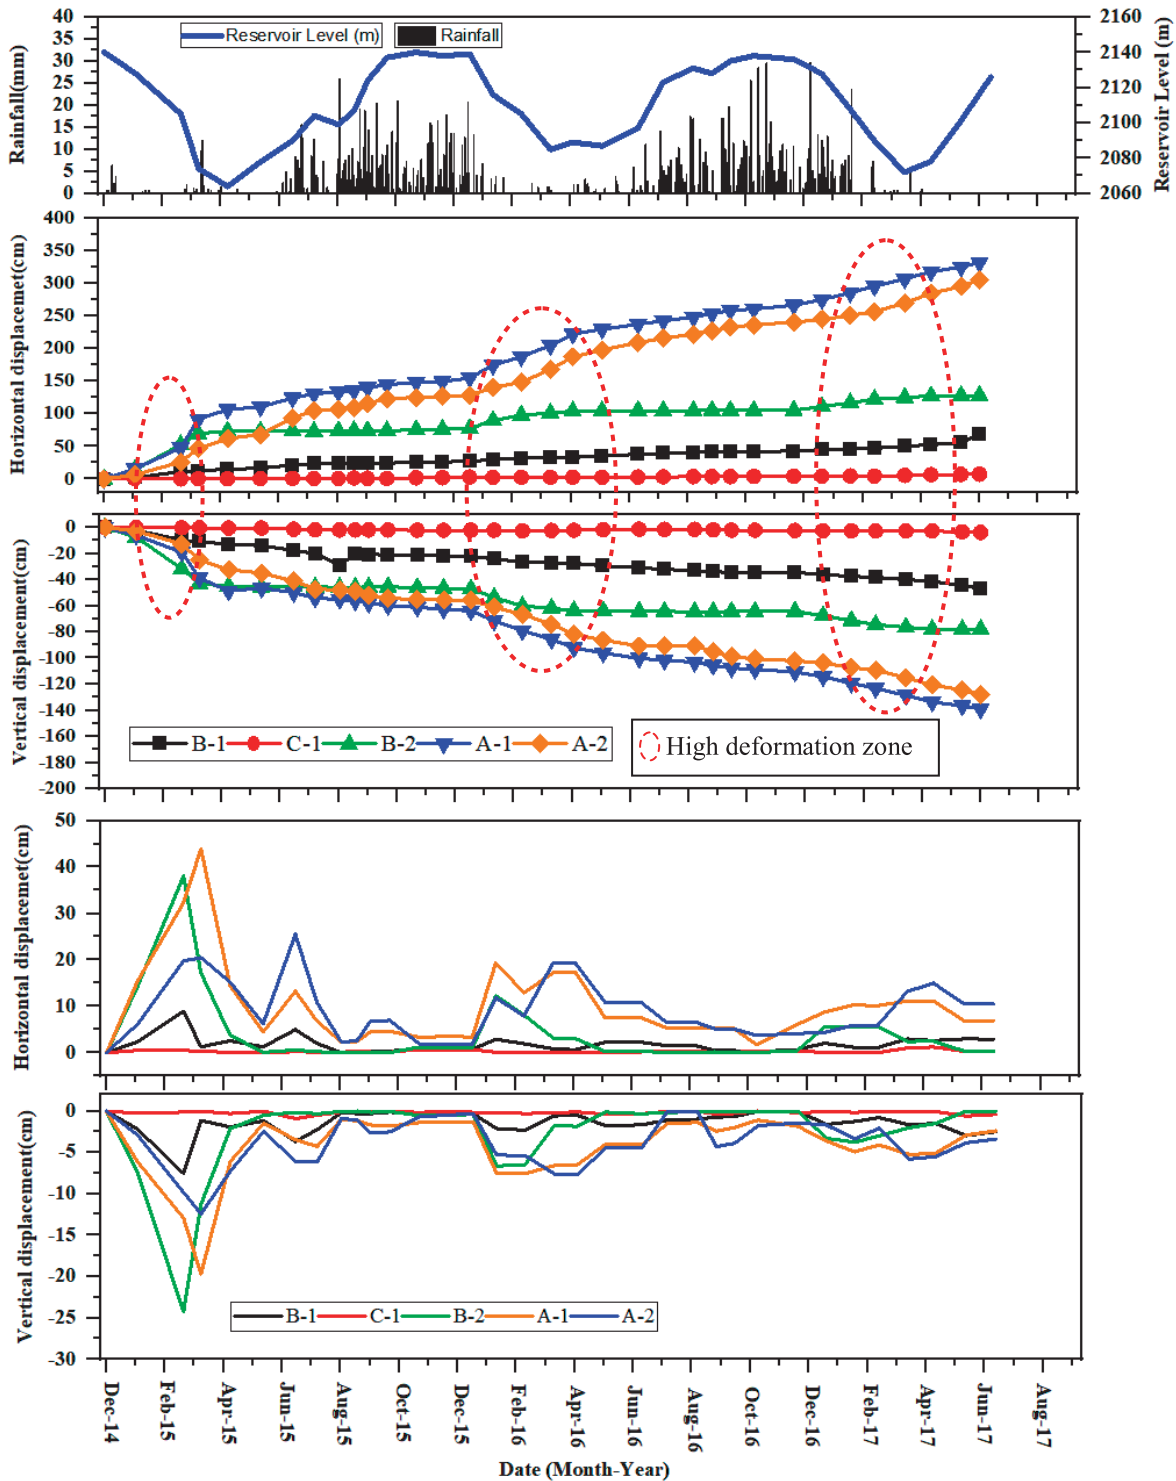 40
35
30
25
20
15
10
5
0
Rainfall(mm)
Reservoir Level (m)
Rainfall
2160
2140
2120
2100
2080
2060
Reservoir Level (m)
400
350
300
250
200
150
100
50
0
Horizontal displacemet(cm)
0
-20
-40
-60
-80
-100
-120
-140
-160
-180
-200
Vertical displacement(cm)
B-1
C-1
B-2
A-1
A-2
High deformation zone
50
40
30
20
10
0
Horizontal displacemet(cm)
0
-5
-10
-15
-20
-25
-30
Vertical displacement(cm)
B-1
C-1
B-2
A-1
A-2
Dec-14
Feb-15
Apr-15
Jun-15
Aug-15
Oct-15
Dec-15
Feb-16
Apr-16
Jun-16
Aug-16
Oct-16
Dec-16
Feb-17
Apr-17
Jun-17
Aug-17
Date (Month-Year)